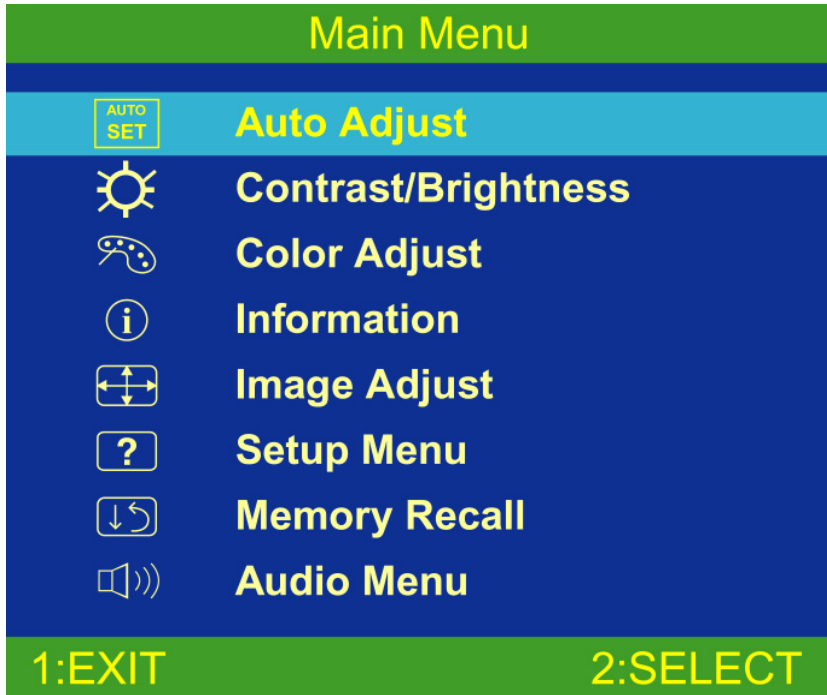 Main Menu
AUTO
SET
Auto Adjust
Contrast/Brightness
Color Adjust
i
Information
Image Adjust
?
Setup Menu
Memory Recall
Audio Menu
1:EXIT
2:SELECT